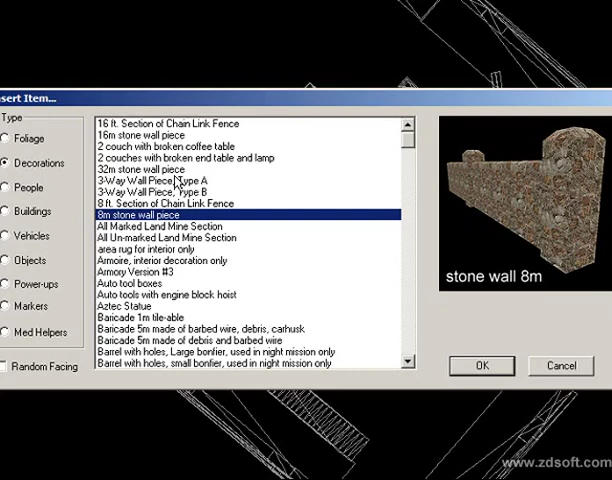 nsert Item...
Type
Foliage
Decorations
People
Buildings
Vehicles
Objects
Power-ups
Markers
Med Helpers
Random Facing
16 ft. Section of Chain Link Fence
16m stone wall piece
2 couch with broken coffee table
2 couches with broken end table and lamp
32m stone wall piece
3-Way Wall Piece, Type A
3-Way Wall Piece, Type B
8 ft. Section of Chain Link Fence
8m stone wall piece
All Marked Land Mine Section
All Un-marked Land Mine Section
area rug for interior only
Armoire, interior decoration only
Armory Version #3
Auto tool boxes
Auto tools with engine block hoist
Aztec Statue
Baricade 1m tile-able
Baricade 5m made of barbed wire, debris, carhusk
Baricade 5m made of debris and barbed wire
Barrel with holes, Large bonfier, used in night mission only
Barrel with holes, small bonfier, used in night mission only
stone wall 8m
OK
Cancel
www.zdsoft.com